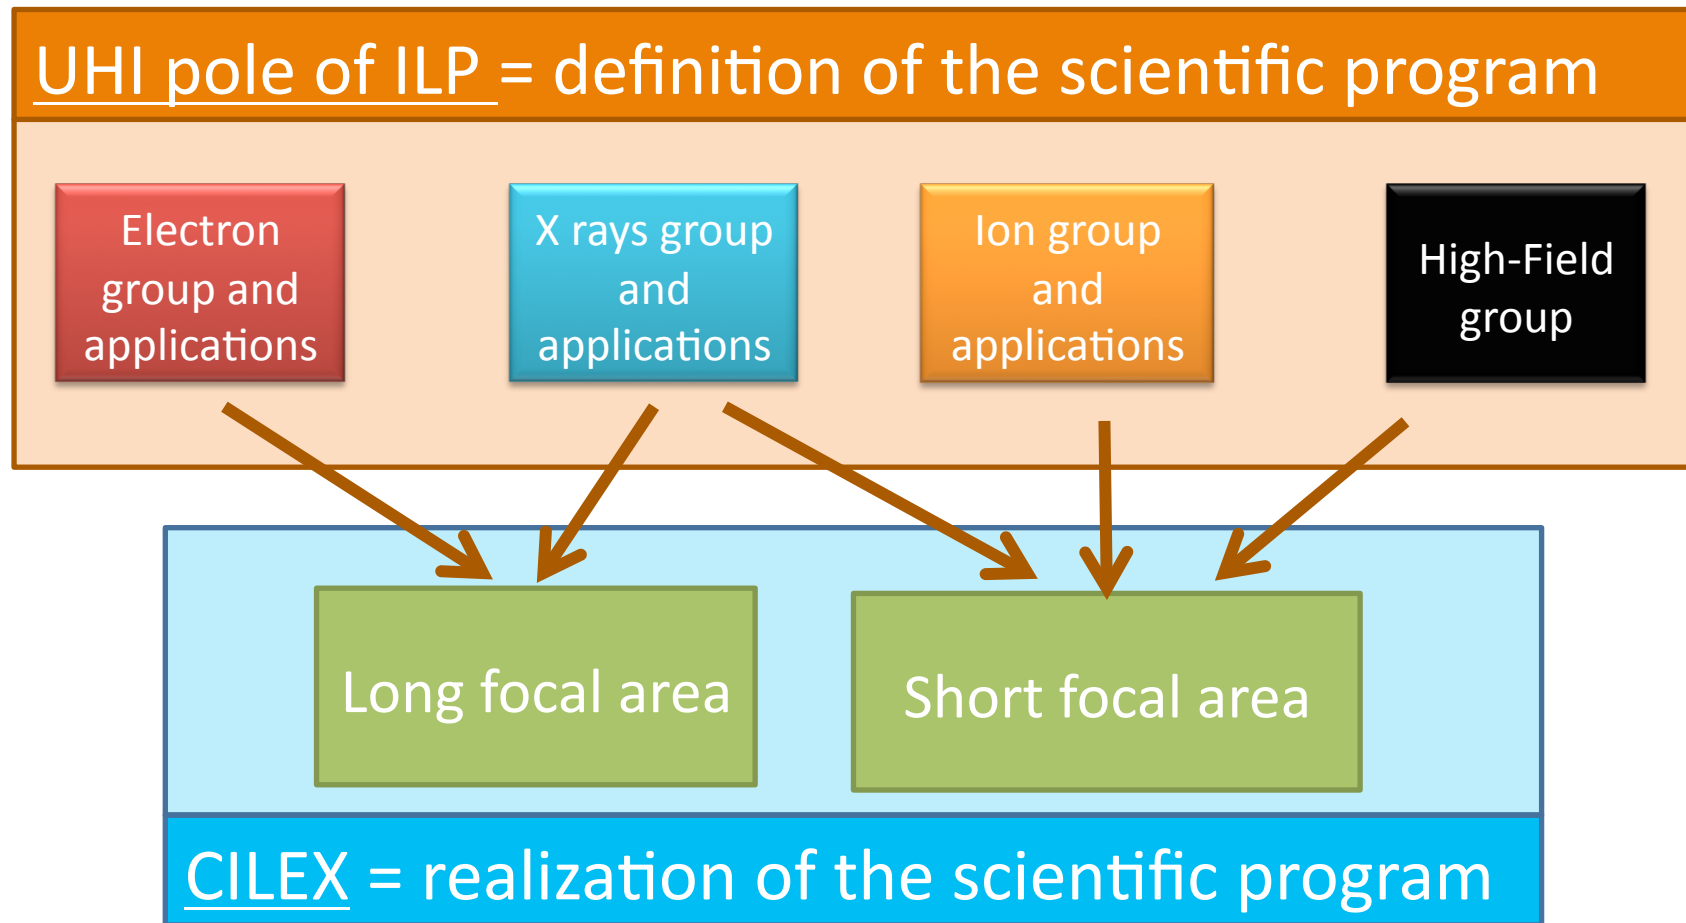 UHI pole of ILP = definition of the scientific program
Electron
group and
applications
X rays group
and
applications
Ion group
and
applications
High-Field
group
Long focal area
Short focal area
CILEX = realization of the scientific program